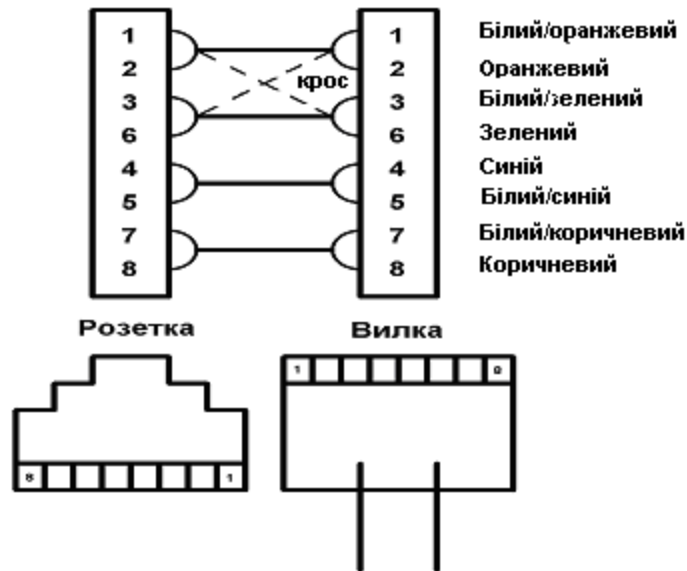 1 1 Білий/оранжевий
2 2 Оранжевий
крос
3 3 Білий/зелений
6 6 Зелений
4 4 Синій
5 5 Білий/синій
7 7 Білий/коричневий
8 8 Коричневий
Розетка Вилка
1 8
8 1